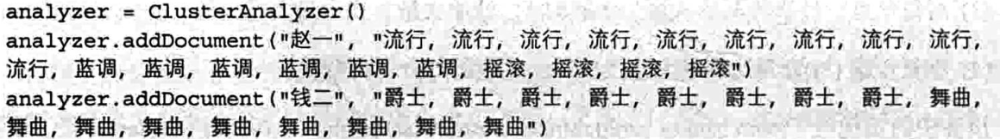 analyzer = ClusterAnalyzer()
analyzer.addDocument("赵一", "流行, 流行, 流行, 流行, 流行, 流行, 流行, 流行, 流行,
流行, 蓝调, 蓝调, 蓝调, 蓝调, 蓝调, 蓝调, 摇滚, 摇滚, 摇滚, 摇滚")
analyzer.addDocument("钱二", "爵士, 爵士, 爵士, 爵士, 爵士, 爵士, 爵士, 爵士, 舞曲,
舞曲, 舞曲, 舞曲, 舞曲, 舞曲, 舞曲, 舞曲, 舞曲")